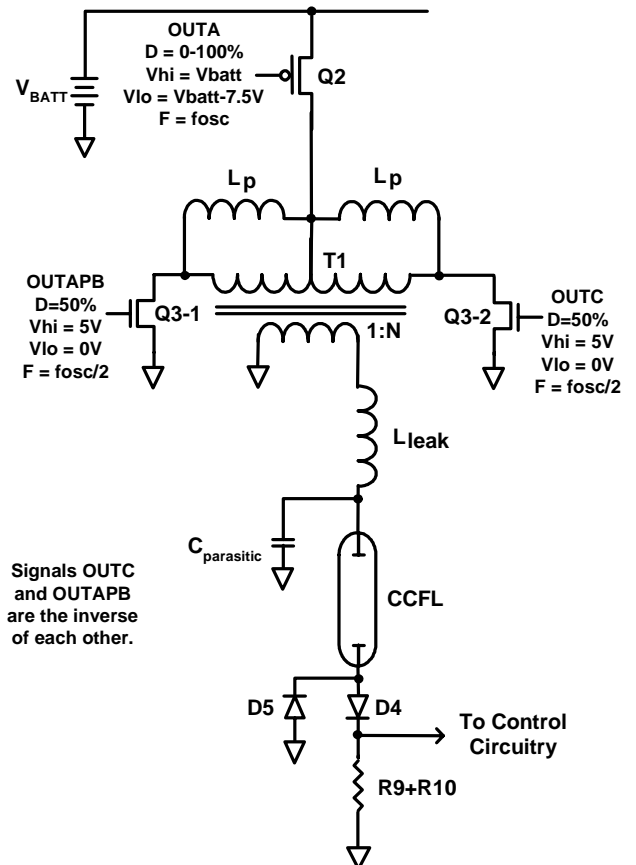 OUTA
D = 0-100%
Vhi = Vbatt
Vlo = Vbatt-7.5V
F = fosc
Q2
VBATT
Lp
Lp
T1
OUTAPB
D=50%
Vhi = 5V
Vlo = 0V
F = fosc/2
Q3-1
1:N
Q3-2
OUTC
D=50%
Vhi = 5V
Vlo = 0V
F = fosc/2
Lleak
Cparasitic
Signals OUTC
and OUTAPB
are the inverse
of each other.
CCFL
D5
D4
To Control
Circuitry
R9+R10